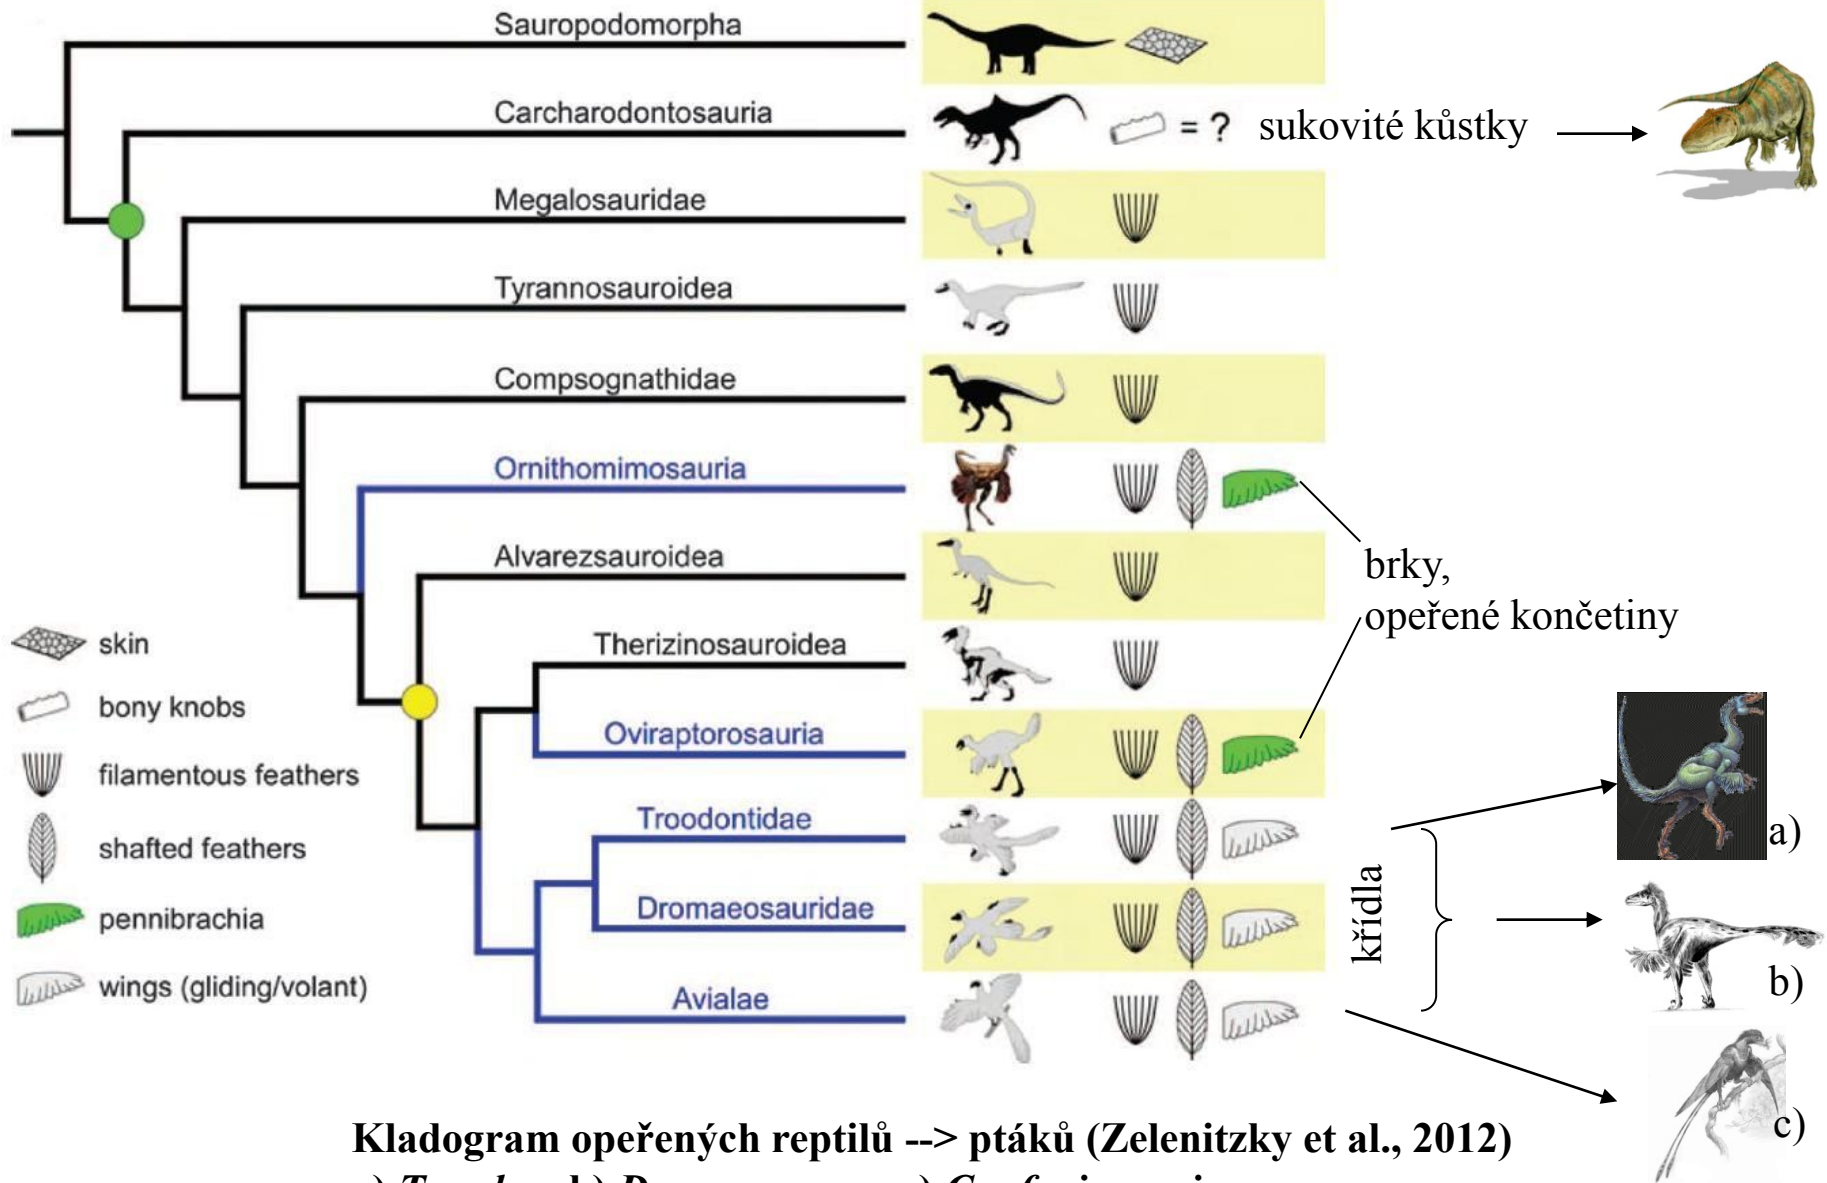 Sauropodomorpha
Carcharodontosauria
= ?
sukovité kůstky
Megalosauridae
Tyrannosauroidea
Compsognathidae
Ornithomimosauria
Alvarezsauroidea
brky,
opeřené končetiny
Therizinosauroidea
Oviraptorosauria
Troodontidae
Dromaeosauridae
Avialae
skin
bony knobs
filamentous feathers
shafted feathers
pennibrachia
wings (gliding/volant)
křídla
a)
b)
c)
Kladogram opeřených reptilů --> ptáků (Zelenitzky et al., 2012)